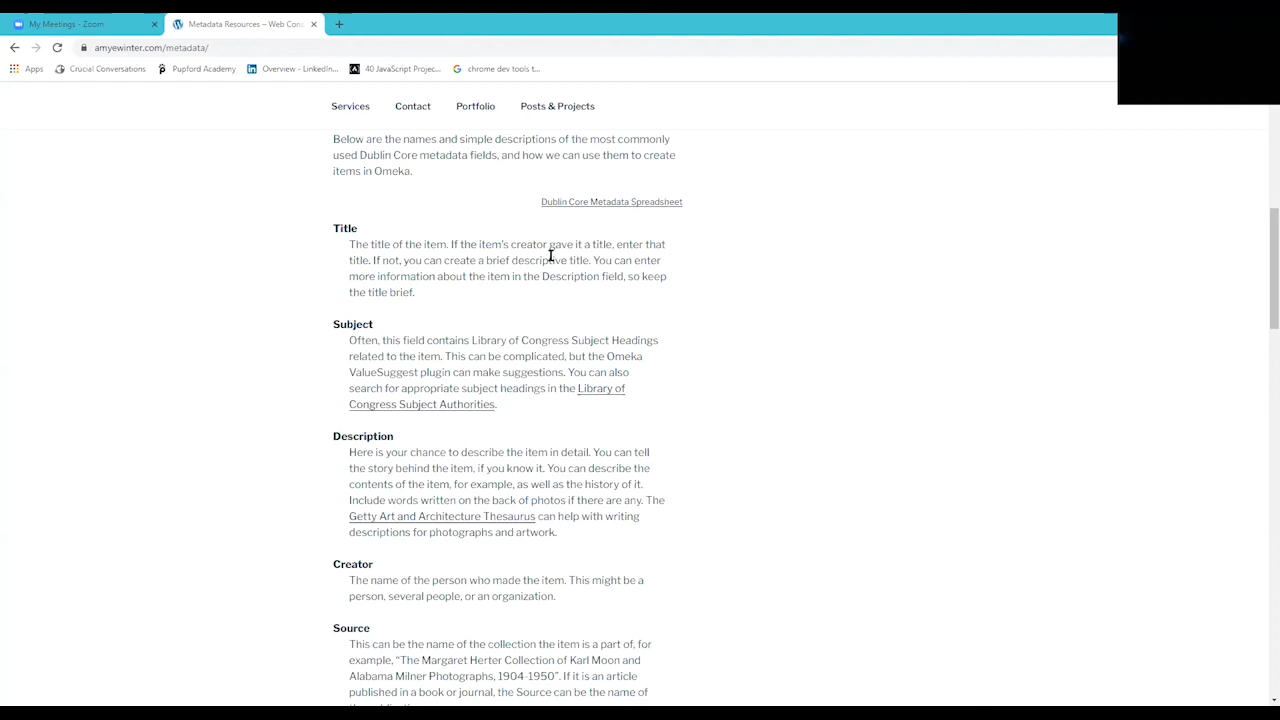 My Meetings - Zoom
Metadata Resources – Web Con
amyewinter.com/metadata/
Apps
Crucial Conversations
Pupford Academy
Overview - LinkedIn...
40 JavaScript Projec...
chrome dev tools t...
Services
Contact
Portfolio
Posts & Projects
Below are the names and simple descriptions of the most commonly
used Dublin Core metadata fields, and how we can use them to create
items in Omeka.
Dublin Core Metadata Spreadsheet
Title
The title of the item. If the item's creator gave it a title, enter that
title. If not, you can create a brief descriptive title. You can enter
more information about the item in the Description field, so keep
the title brief.
Subject
Often, this field contains Library of Congress Subject Headings
related to the item. This can be complicated, but the Omeka
ValueSuggest plugin can make suggestions. You can also
search for appropriate subject headings in the Library of
Congress Subject Authorities.
Description
Here is your chance to describe the item in detail. You can tell
the story behind the item, if you know it. You can describe the
contents of the item, for example, as well as the history of it.
Include words written on the back of photos if there are any. The
Getty Art and Architecture Thesaurus can help with writing
descriptions for photographs and artwork.
Creator
The name of the person who made the item. This might be a
person, several people, or an organization.
Source
This can be the name of the collection the item is a part of, for
example, “The Margaret Herter Collection of Karl Moon and
Alabama Milner Photographs, 1904-1950”. If it is an article
published in a book or journal, the Source can be the name of